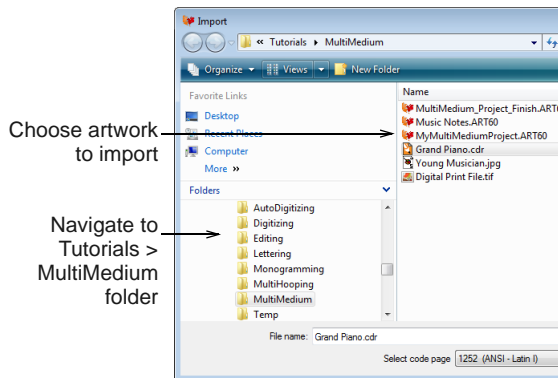 Import
« Tutorials ▸ MultiMedium
Organize Views New Folder
Favorite Links
Desktop
Recent Places
Computer
More »
Folders
AutoDigitizing
Digitizing
Editing
Lettering
Monogramming
MultiHooping
MultiMedium
Temp
Name
MultiMedium_Project_Finish.ART6
Music Notes.ART60
MyMultiMediumProject.ART60
Grand Piano.cdr
Young Musician.jpg
Digital Print File.tif
File name: Grand Piano.cdr
Select code page 1252 (ANSI - Latin I)
Choose artwork
to import
Navigate to
Tutorials >
MultiMedium
folder